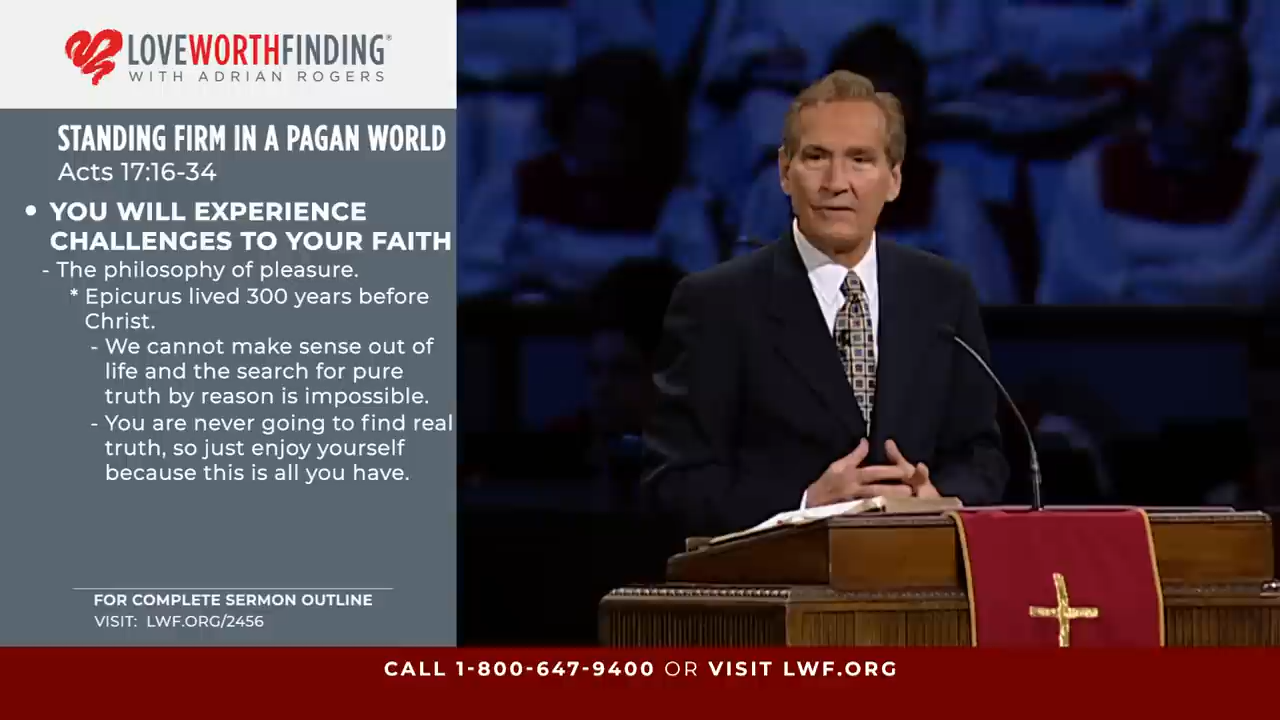 LOVEWORTHFINDING®
WITH ADRIAN ROGERS
STANDING FIRM IN A PAGAN WORLD
Acts 17:16-34
• YOU WILL EXPERIENCE
CHALLENGES TO YOUR FAITH
- The philosophy of pleasure.
* Epicurus lived 300 years before
Christ.
- We cannot make sense out of
life and the search for pure
truth by reason is impossible.
- You are never going to find real
truth, so just enjoy yourself
because this is all you have.
FOR COMPLETE SERMON OUTLINE
VISIT: LWF.ORG/2456
CALL 1-800-647-9400 OR VISIT LWF.ORG